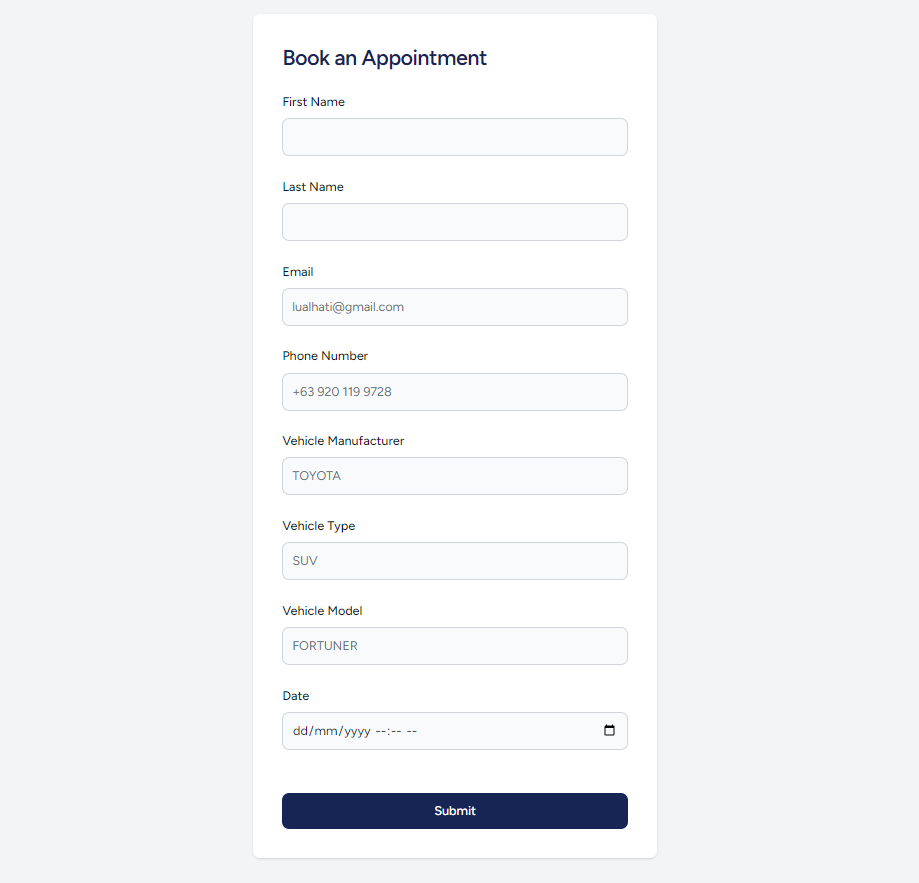 Book an Appointment
First Name
Last Name
Email
lualhati@gmail.com
Phone Number
+63 920 119 9728
Vehicle Manufacturer
TOYOTA
Vehicle Type
SUV
Vehicle Model
FORTUNER
Date
dd/mm/yyyy --:-- --
Submit